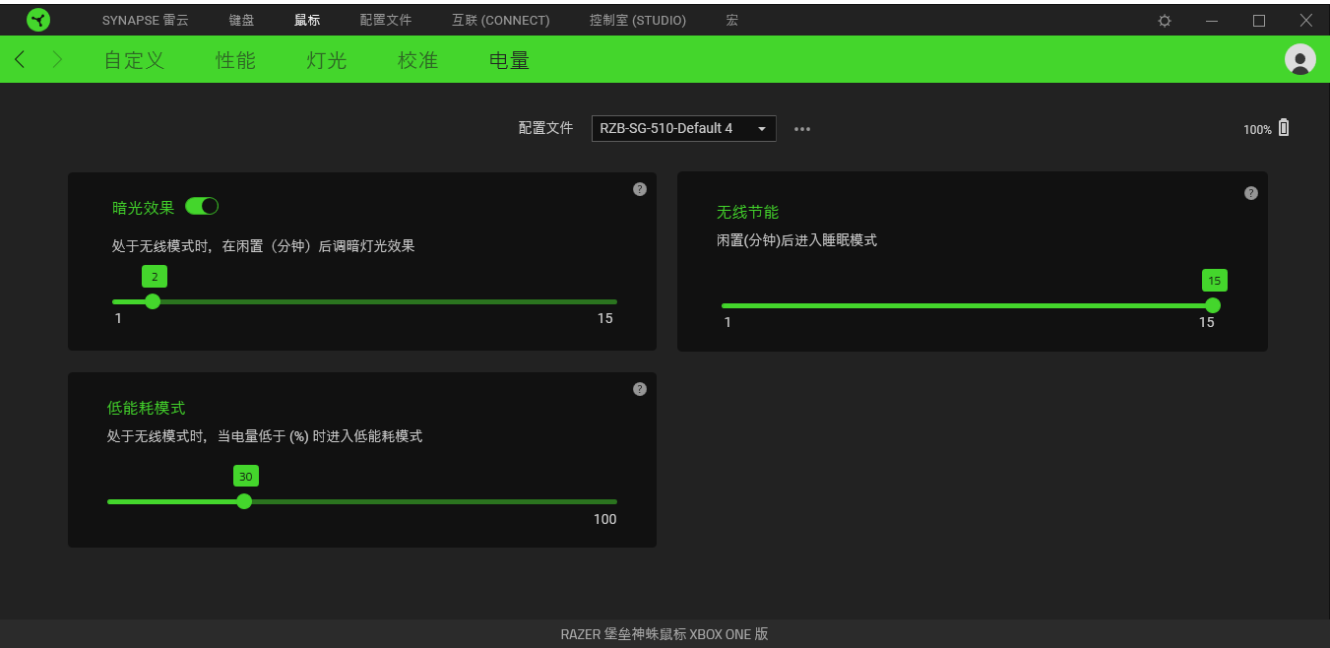 SYNAPSE 雷云 键盘 鼠标 配置文件 互联 (CONNECT) 控制室 (STUDIO) 宏
自定义 性能 灯光 校准 电量
配置文件 RZB-SG-510-Default 4 ••• 100%
暗光效果 ?
处于无线模式时，在闲置（分钟）后调暗灯光效果
2
1 15
无线节能 ?
闲置(分钟)后进入睡眠模式
15
1 15
低能耗模式 ?
处于无线模式时，当电量低于 (%) 时进入低能耗模式
30
100
RAZER 堡垒神蛛鼠标 XBOX ONE 版